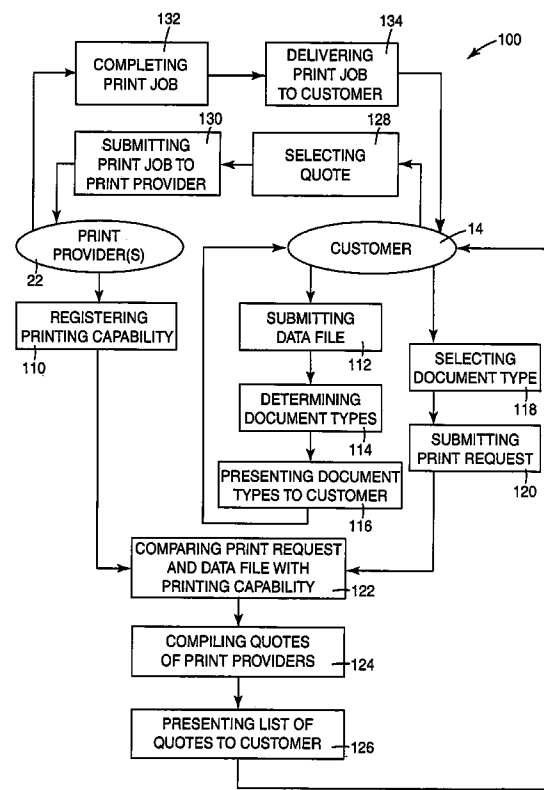 132
134
100
COMPLETING
PRINT JOB
DELIVERING
PRINT JOB
TO CUSTOMER
130
128
SUBMITTING
PRINT JOB TO
PRINT PROVIDER
SELECTING
QUOTE
PRINT
PROVIDER(S)
22
CUSTOMER
14
REGISTERING
PRINTING CAPABILITY
110
SUBMITTING
DATA FILE
112
SELECTING
DOCUMENT TYPE
118
DETERMINING
DOCUMENT TYPES
114
SUBMITTING
PRINT REQUEST
120
PRESENTING DOCUMENT
TYPES TO CUSTOMER
116
COMPARING PRINT REQUEST
AND DATA FILE WITH
PRINTING CAPABILITY
122
COMPILING QUOTES
OF PRINT PROVIDERS
124
PRESENTING LIST OF
QUOTES TO CUSTOMER
126